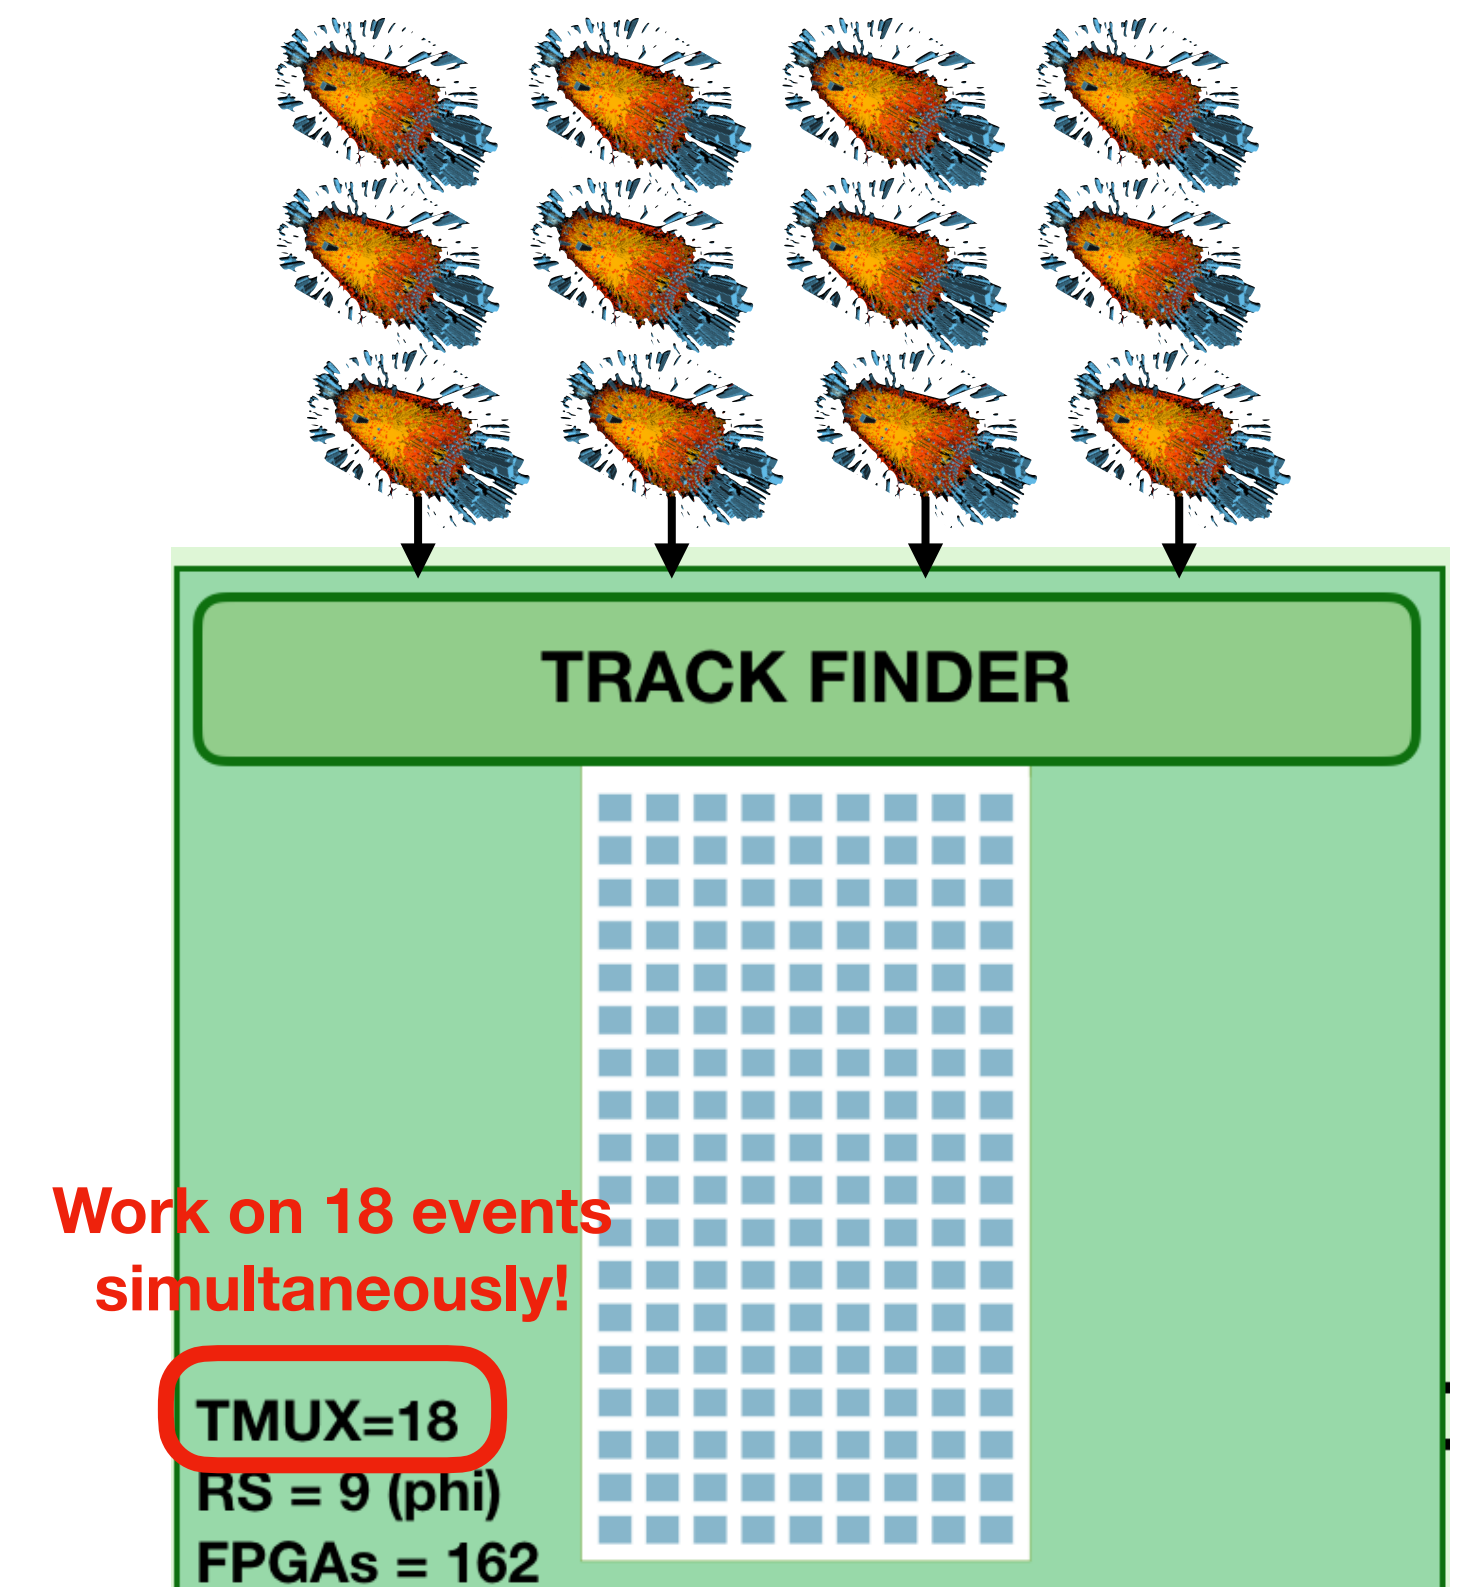 TRACK FINDER
Work on 18 events
simultaneously!
TMUX=18
RS = 9 (phi)
FPGAs = 162